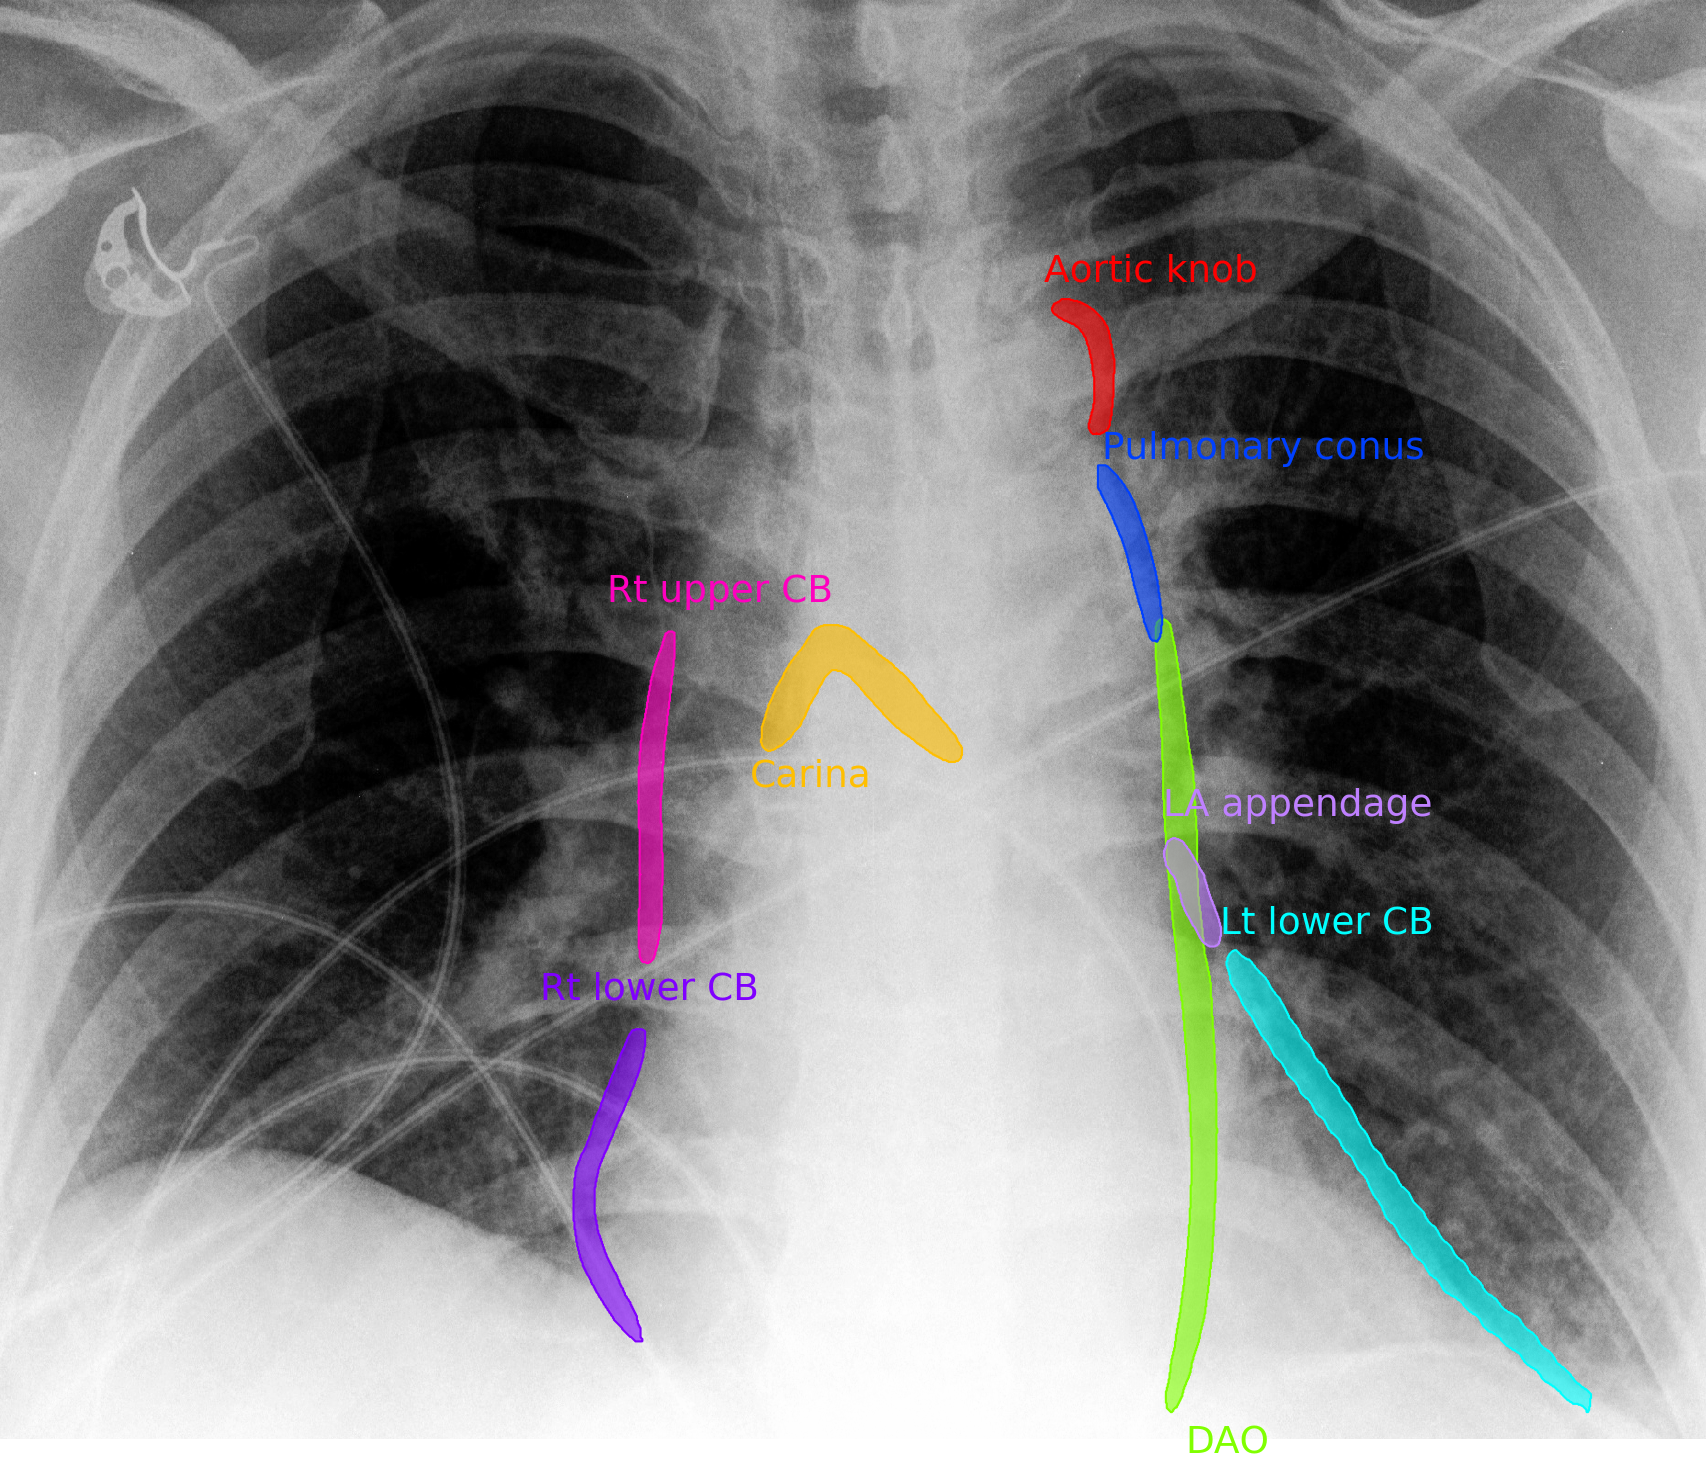 Aortic knob
Pulmonary conus
Rt upper CB
Carina
LA appendage
Lt lower CB
Rt lower CB
DAO